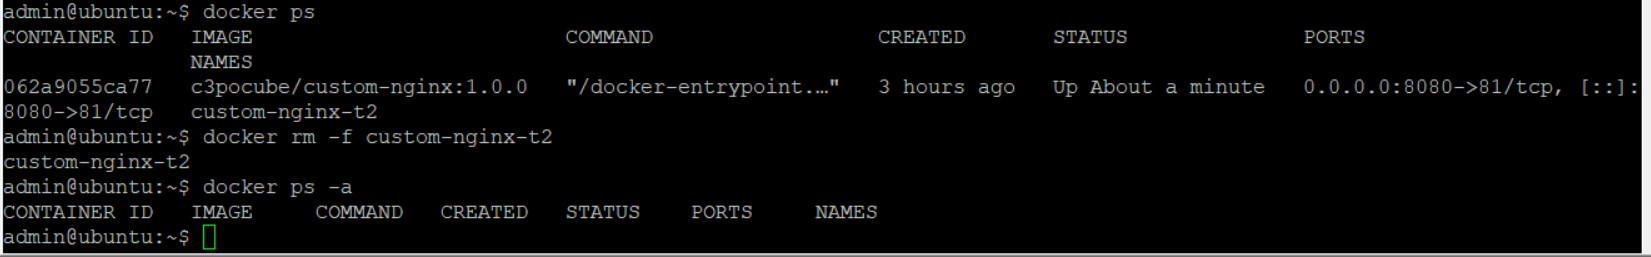 admin@ubuntu:~$ docker ps
CONTAINER ID   IMAGE                         COMMAND                  CREATED       STATUS              PORTS
               NAMES
062a9055ca77   c3pocube/custom-nginx:1.0.0   "/docker-entrypoint.…"   3 hours ago   Up About a minute   0.0.0.0:8080->81/tcp, [::]:
8080->81/tcp   custom-nginx-t2
admin@ubuntu:~$ docker rm -f custom-nginx-t2
custom-nginx-t2
admin@ubuntu:~$ docker ps -a
CONTAINER ID   IMAGE     COMMAND   CREATED   STATUS    PORTS     NAMES
admin@ubuntu:~$